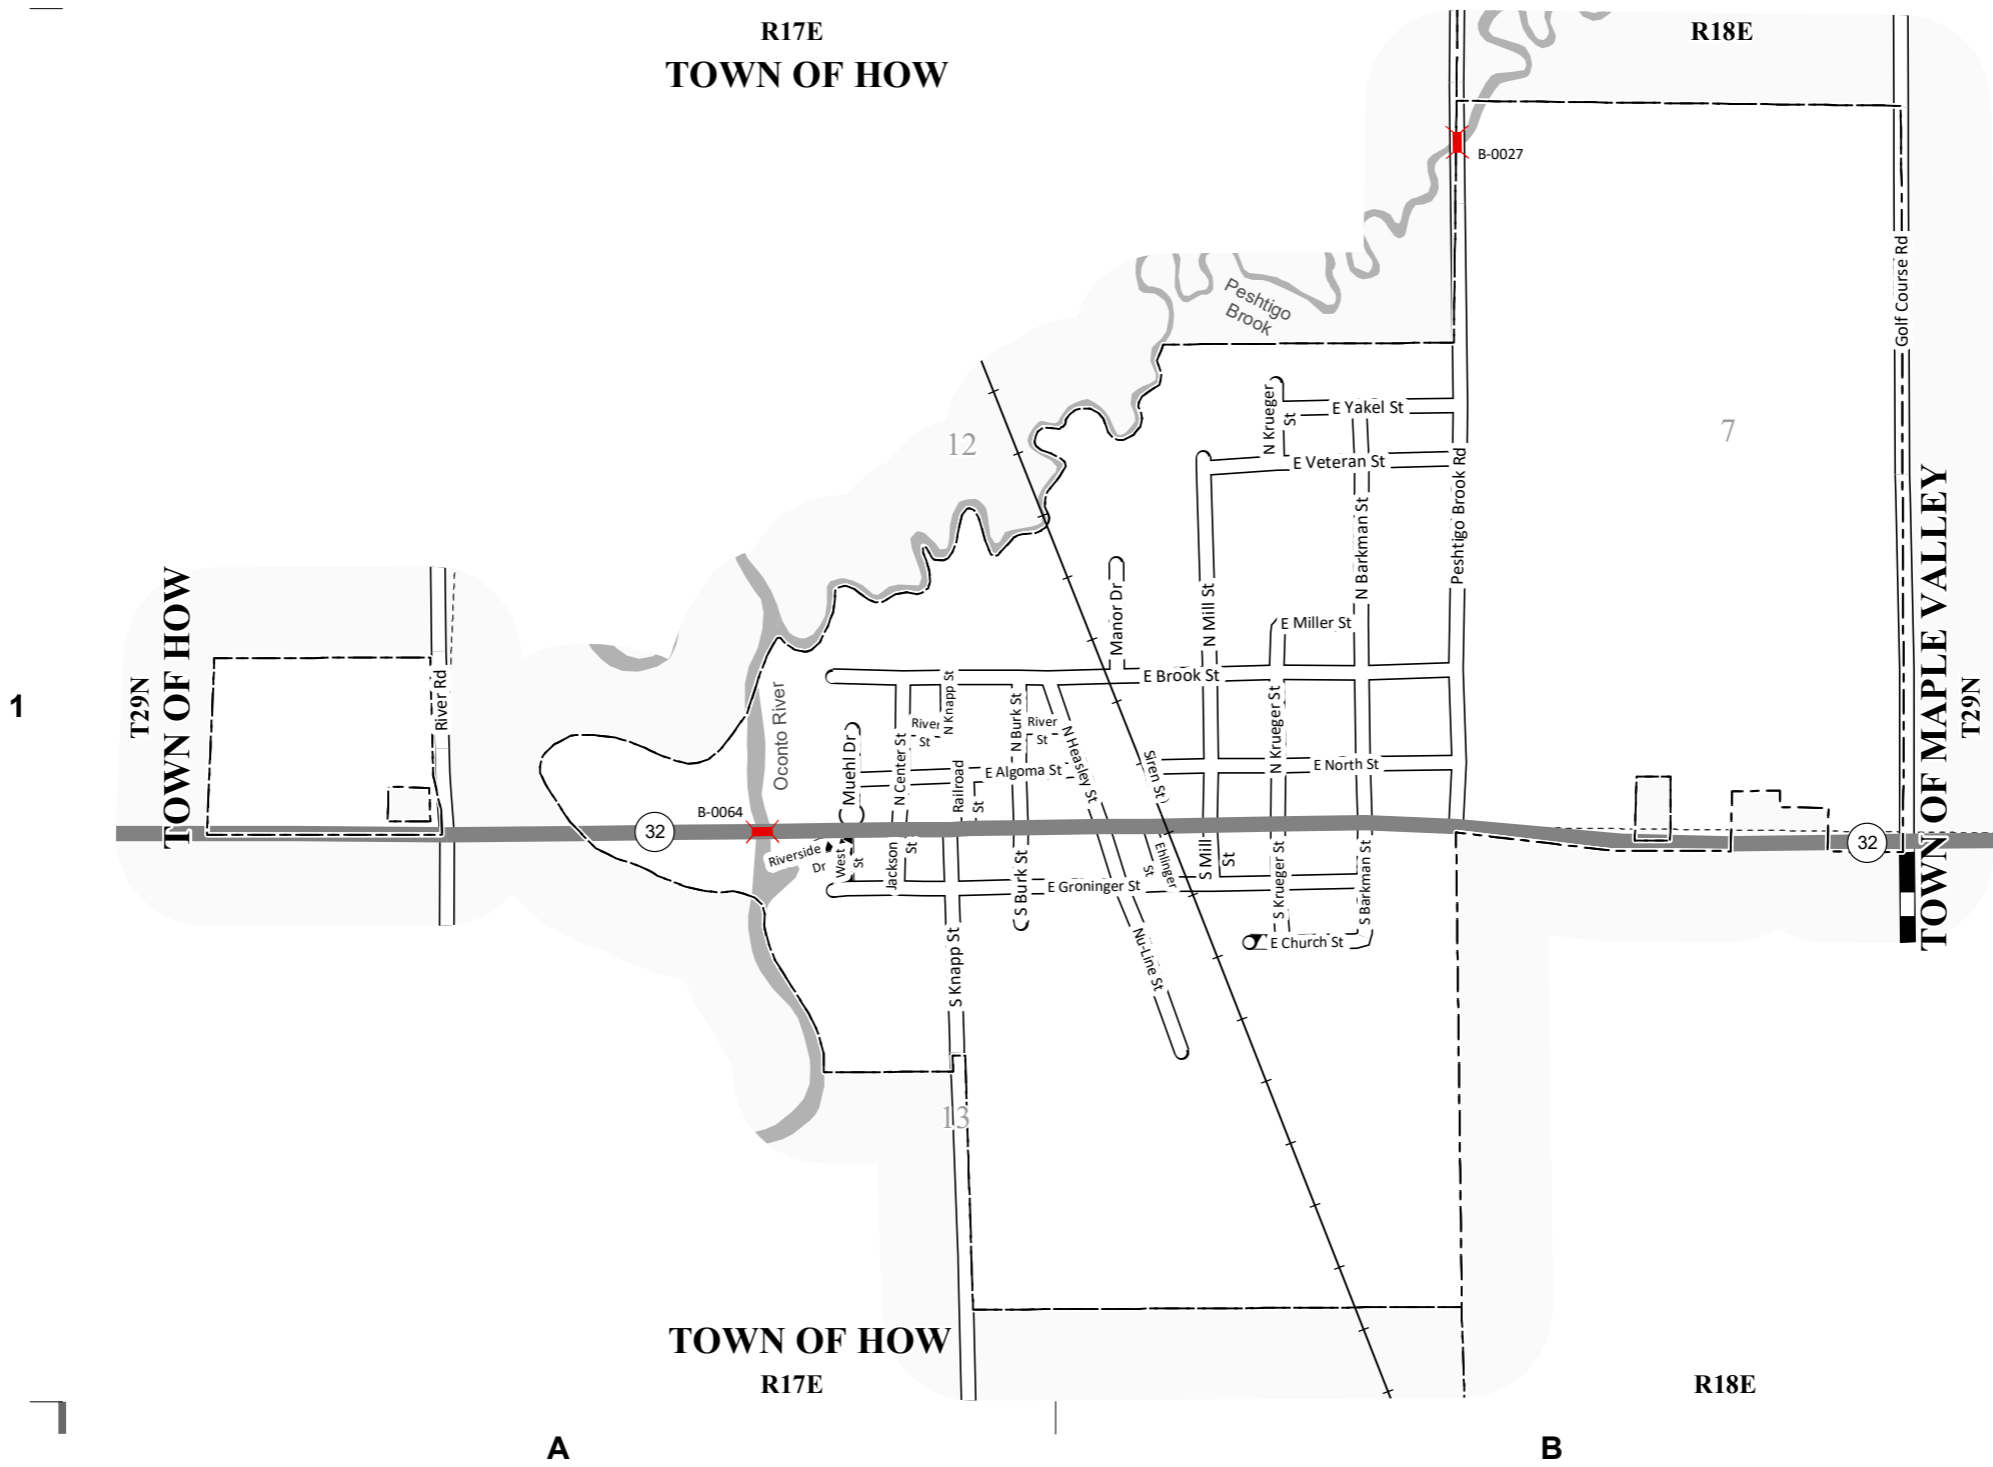 R17E
R18E
TOWN OF HOW
B-0027
Golf Course Rd
Peshtigo
Brook
N Krueger
St
E Yakel St
12
7
E Veteran St
Peshtigo Brook Rd
N Barkman St
TOWN OF HOW
T29N
River Rd
1
Manor Dr
N Mill St
E Miller St
TOWN OF MAPLE VALLEY
T29N
E Brook St
Oconto River
N Knapp St
River
St
N Burk St
River
St
N Heasley St
N Krueger St
Muehl Dr
N Center St
Railroad
St
E Algoma St
Siren St)
E North St
B-0064
32
32
Riverside
Dr
West
St
Jackson
St
S Burk St
E Groninger St
Ehlinger
St
S Mill
St
S Krueger St
S Barkman St
E Church St
S Knapp St
Nu-Line St
13
TOWN OF HOW
R17E
R18E
A
B